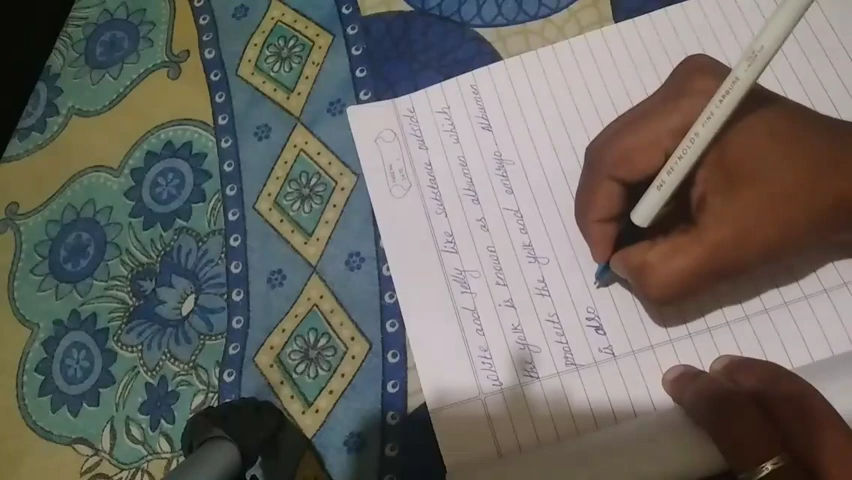 White and jelly like substance outside
the yolk is known as albumen which
protects the yolk and embryo. Albumen
is also
REYNOLDS FINE CARBURE